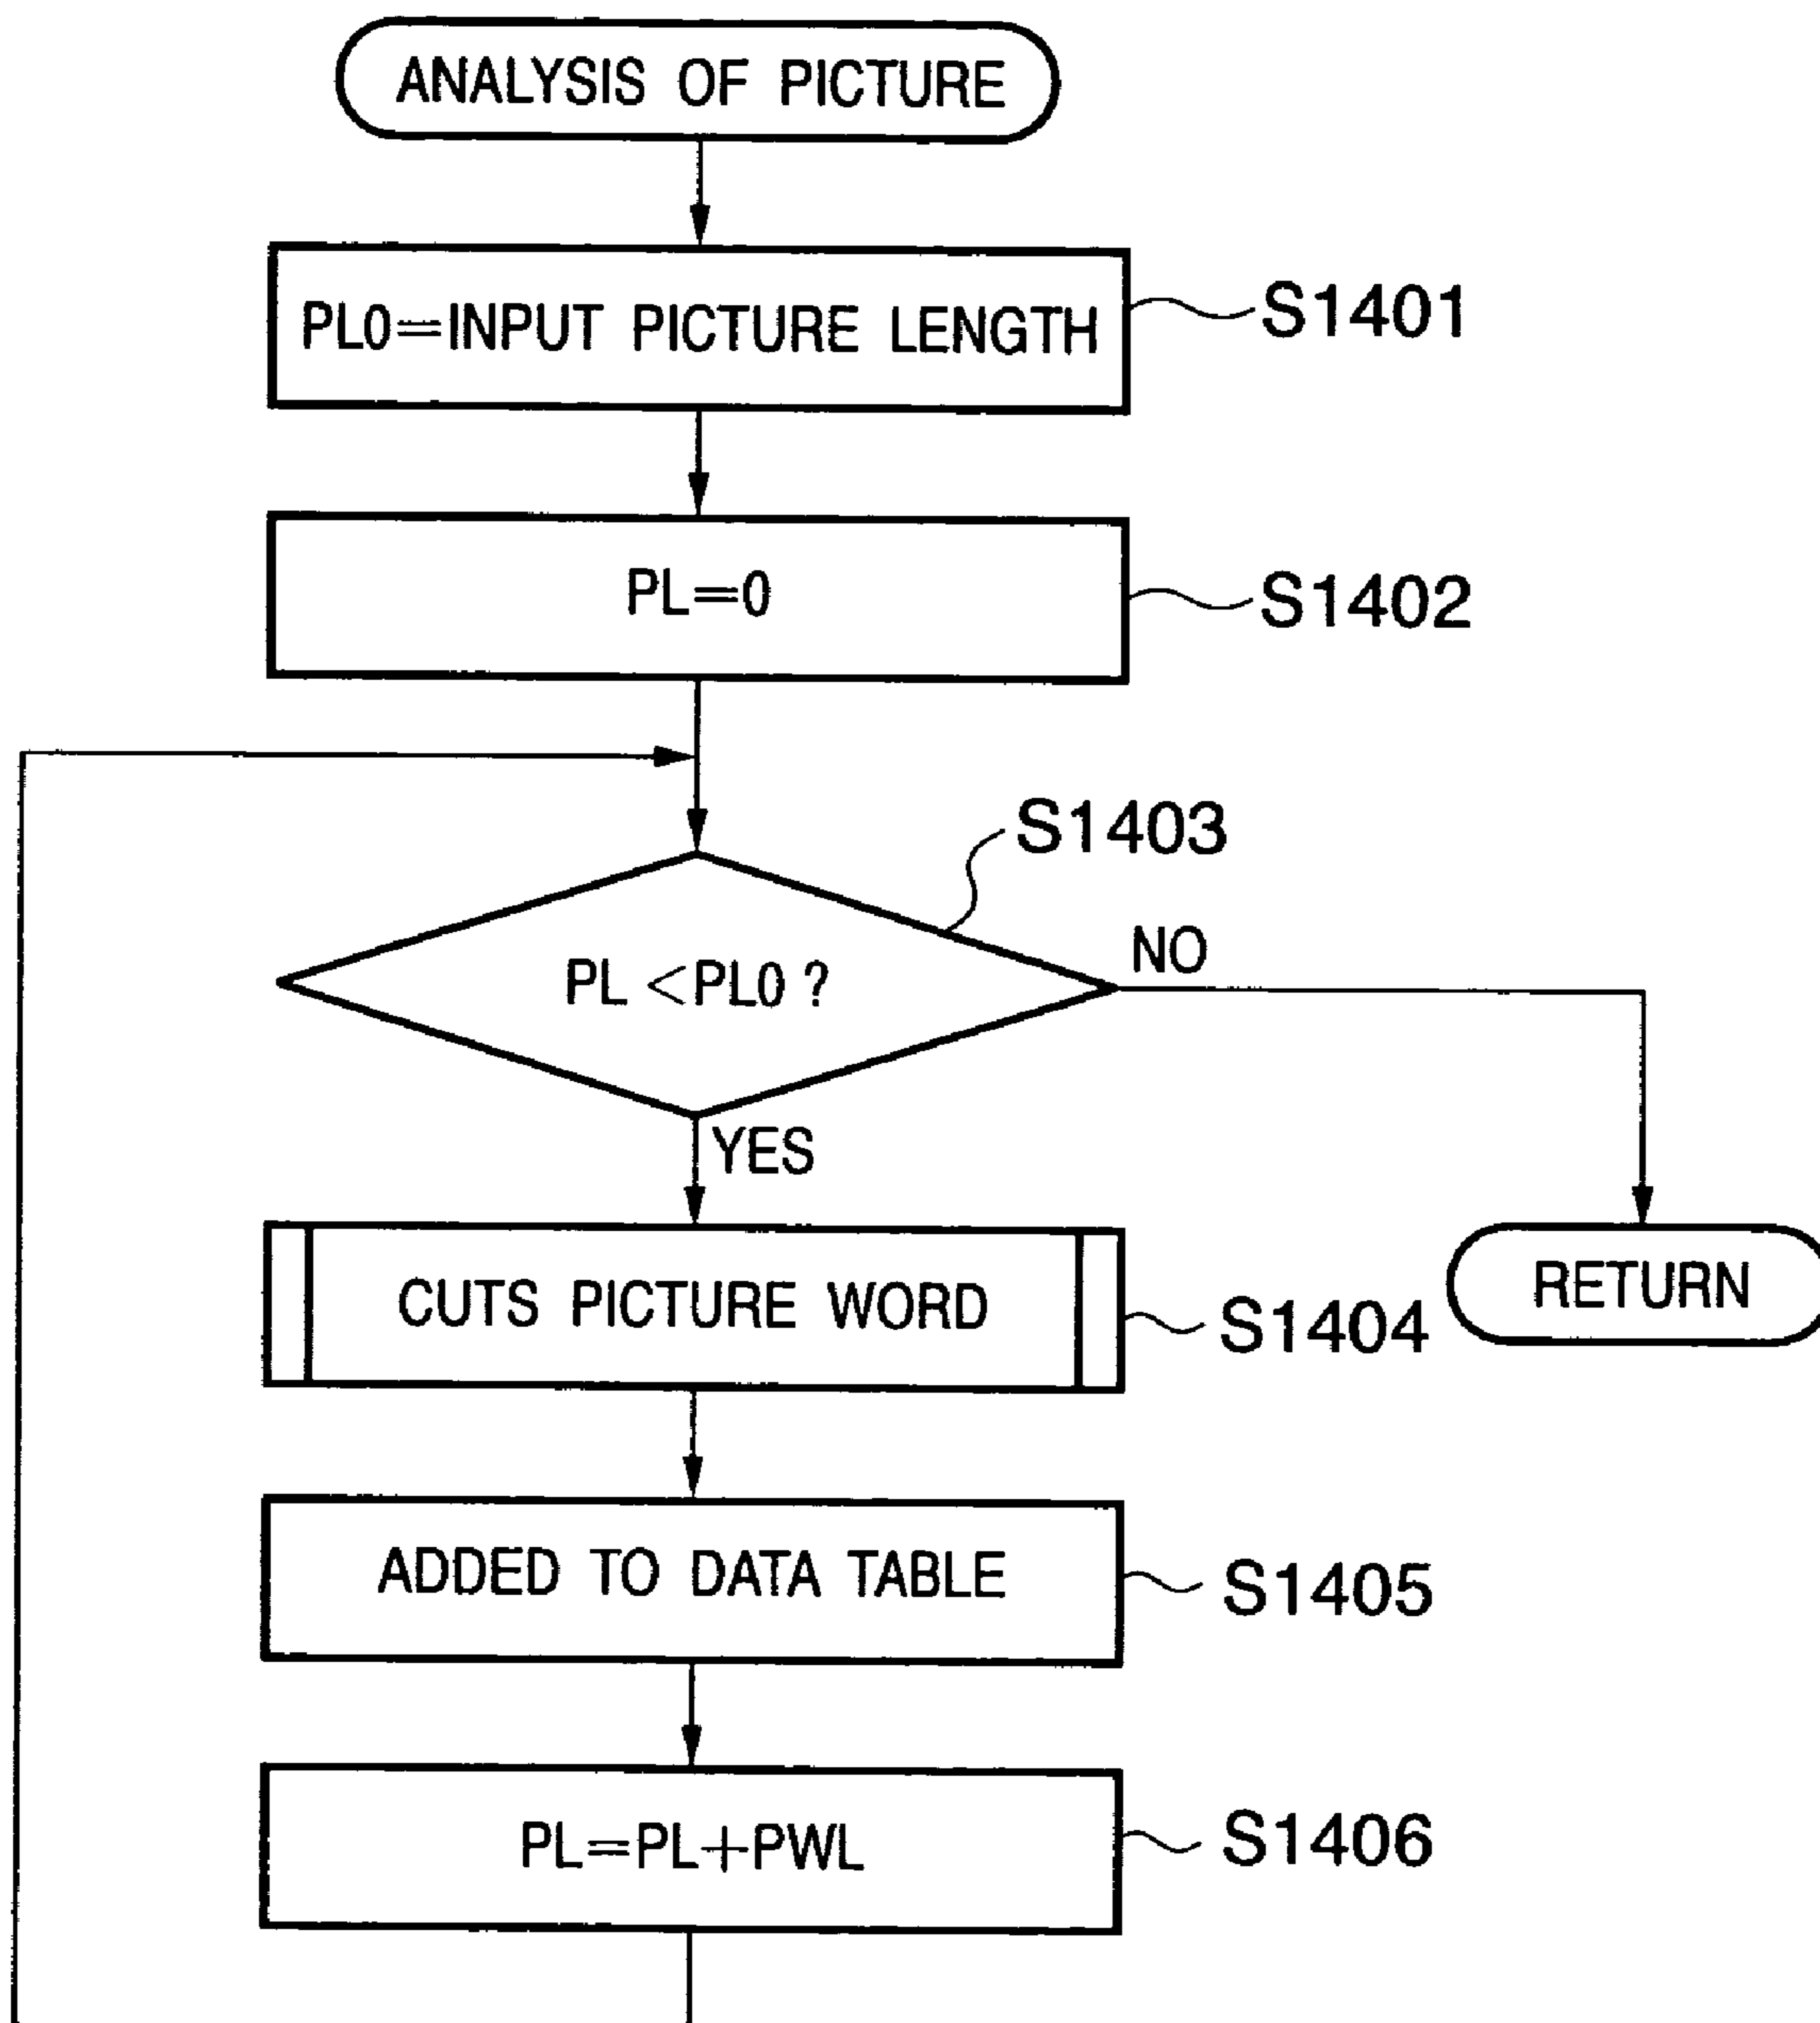 ANALYSIS OF PICTURE
PL0=INPUT PICTURE LENGTH
S1401
PL=0
S1402
S1403
PL<PL0?
NO
YES
CUTS PICTURE WORD
S1404
RETURN
ADDED TO DATA TABLE
S1405
PL=PL+PWL
S1406